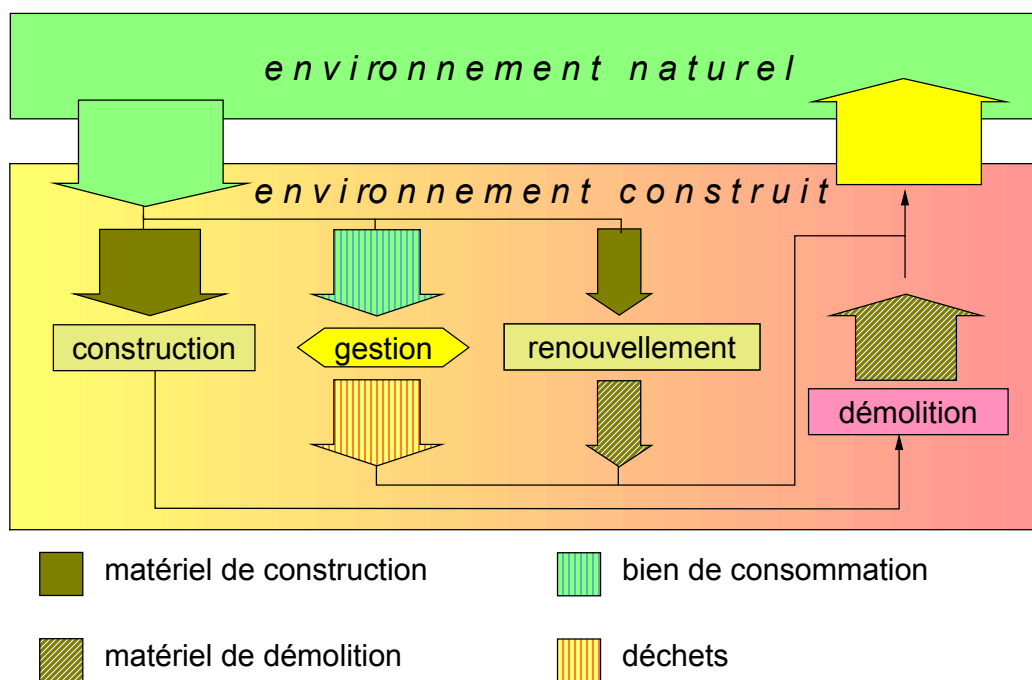 environnement naturel
environnement construit
construction
gestion
renouvellement
démolition
matériel de construction
bien de consommation
matériel de démolition
déchets